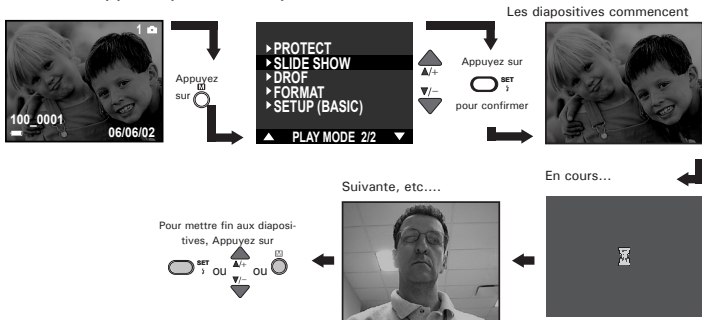 Les diapositives commencent
1
Appuyez
M
sur
100_0001
06/06/02
PROTECT
SLIDE SHOW
DROF
FORMAT
SETUP (BASIC)
PLAY MODE 2/2
▲/+
▼/–
Appuyez sur
SET
pour confirmer
En cours...
Suivante, etc....
Pour mettre fin aux diaposi-
tives, Appuyez sur
SET
ou
▲/+
▼/–
ou
M